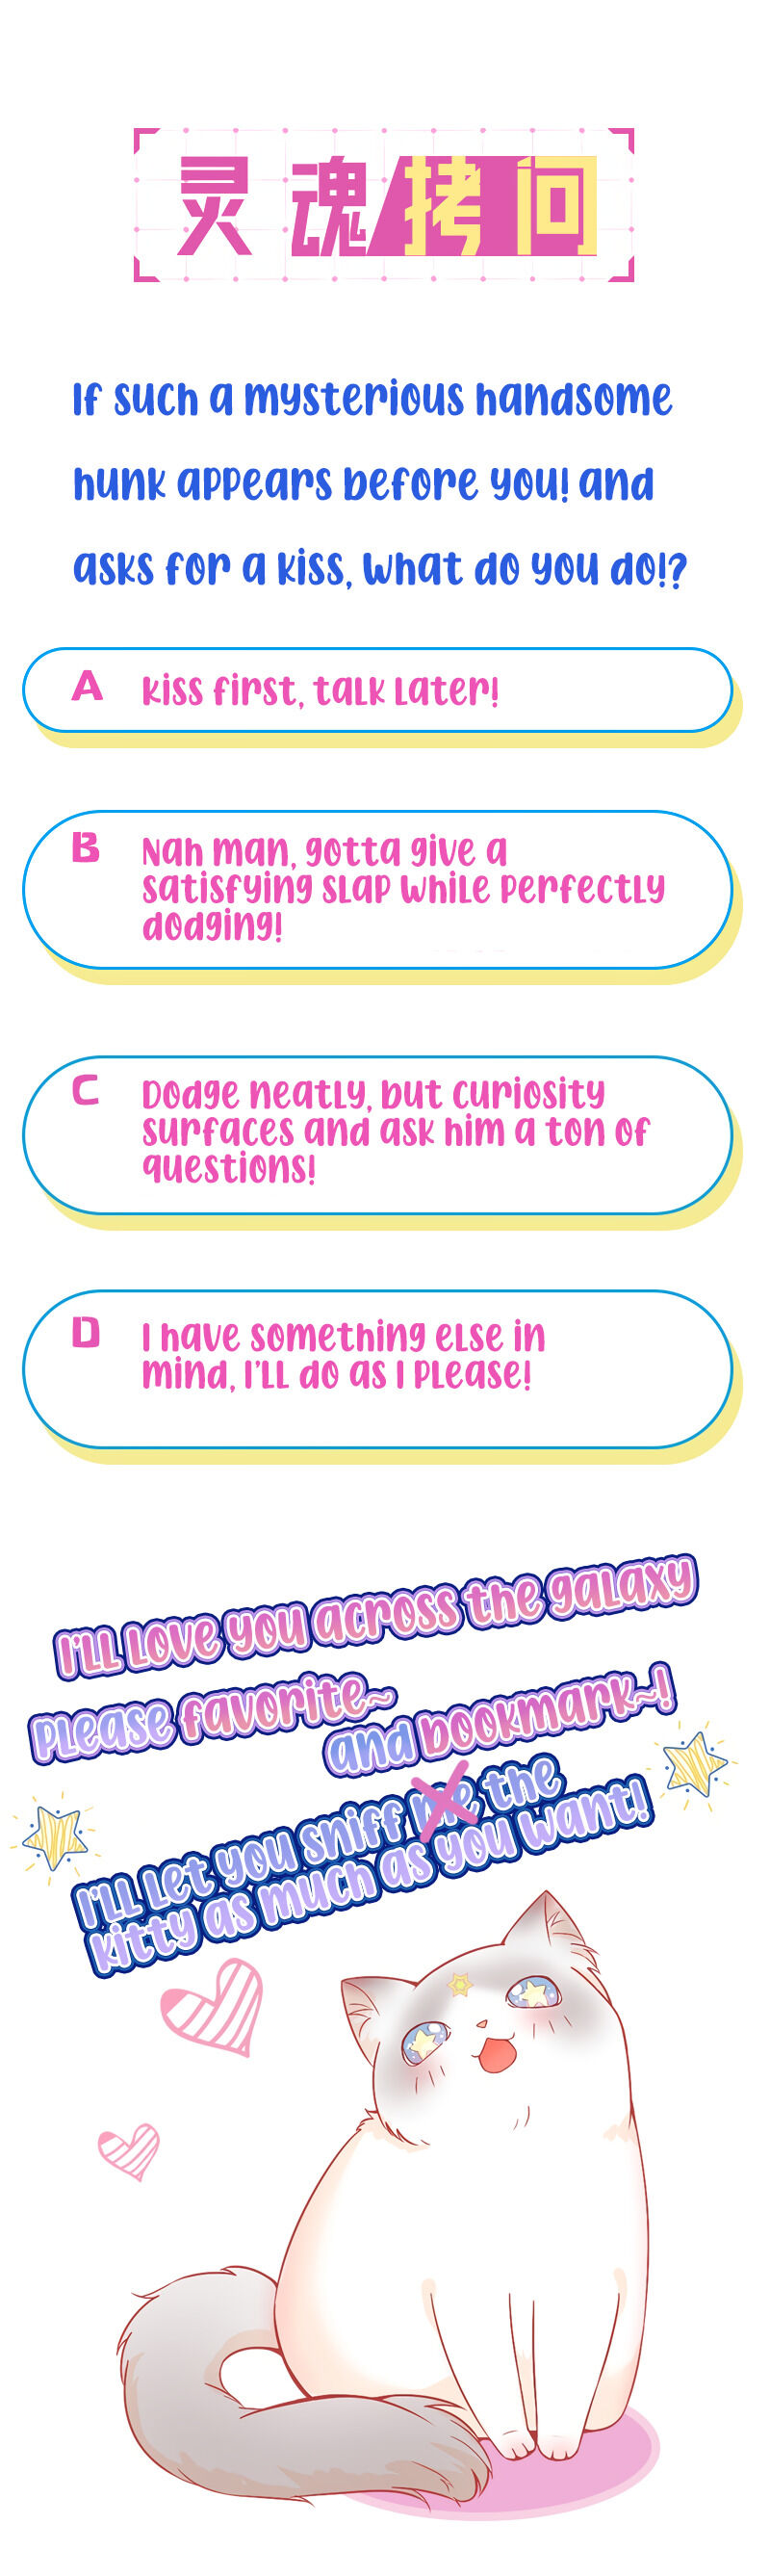 灵魂拷问
If such a mysterious handsome
hunk appears before you! and
asks for a kiss, what do you do!?
A Kiss first, talk later!
B Nah man, gotta give a
satisfying slap while perfectly
dodging!
C Dodge neatly, but curiosity
surfaces and ask him a ton of
questions!
D I have something else in
mind, I'll do as I please!
I'll love you across the galaxy
please favorite~
and bookmark~!
I'll let you sniff me the
kitty as much as you want!